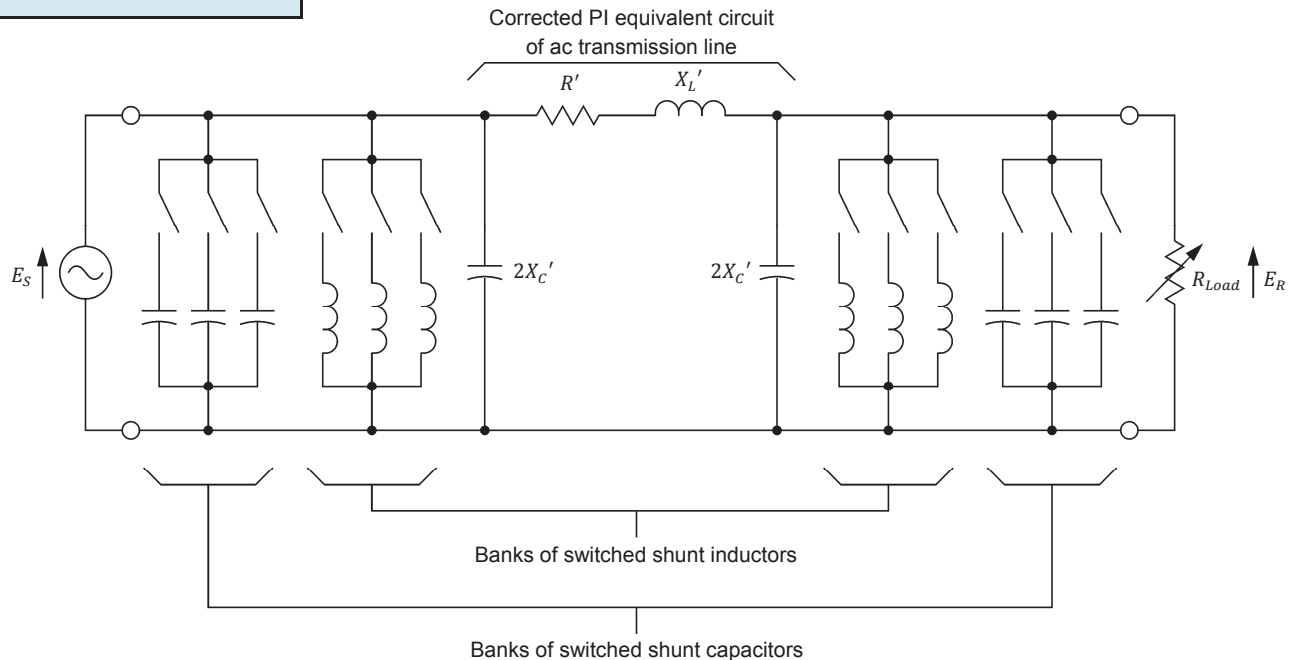 Corrected PI equivalent circuit
of ac transmission line
R′
X_L′
E_S
2X_C′
2X_C′
R_Load
E_R
Banks of switched shunt inductors
Banks of switched shunt capacitors